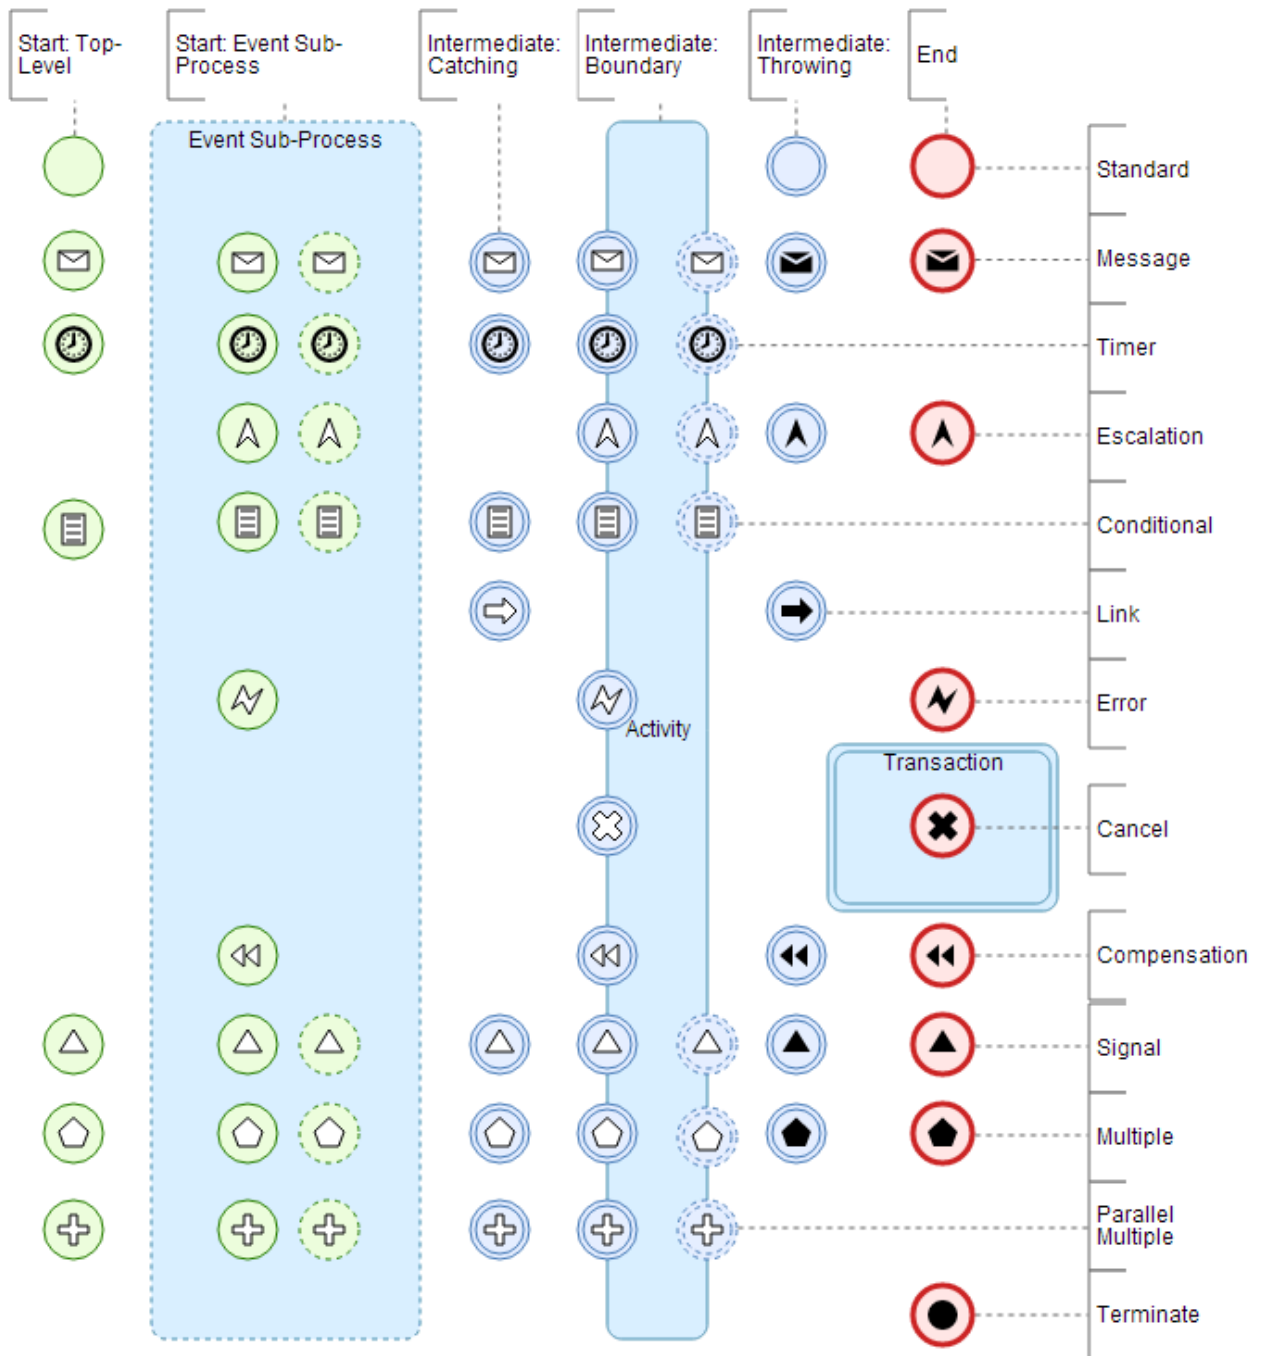 Start: Top-
Level
Start: Event Sub-
Process
Intermediate:
Catching
Intermediate:
Boundary
Intermediate:
Throwing
End
Event Sub-Process
Standard
Message
Timer
Escalation
Conditional
Link
Error
Activity
Transaction
Cancel
Compensation
Signal
Multiple
Parallel
Multiple
Terminate